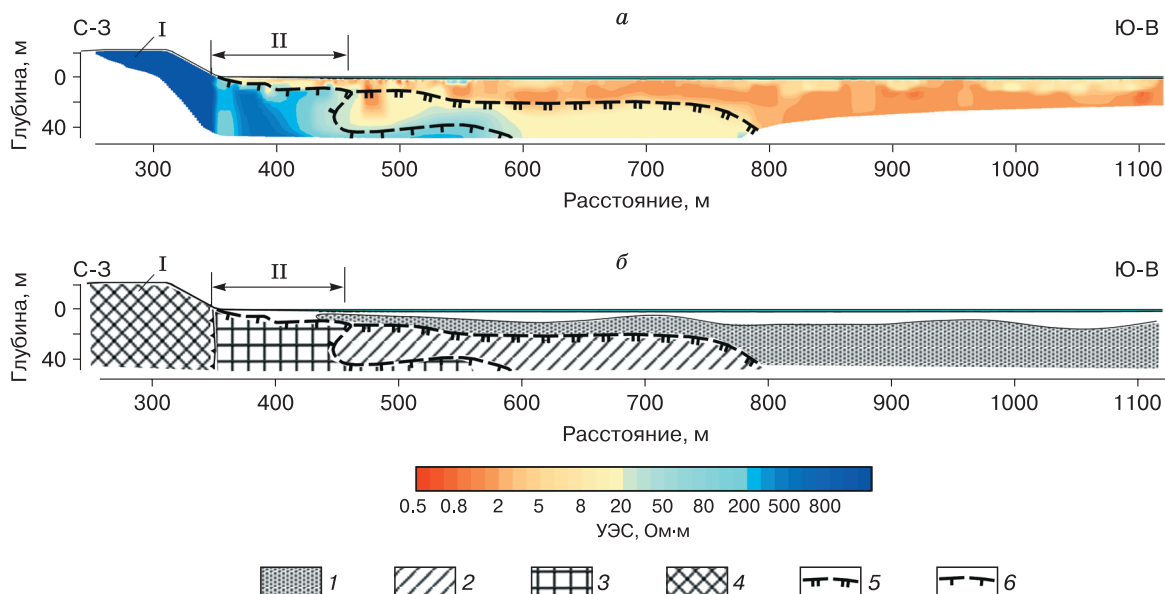 а
С-З I II Ю-В
Глубина, м
0
40
300 400 500 600 700 800 900 1000 1100
Расстояние, м
б
С-З I II Ю-В
Глубина, м
0
40
300 400 500 600 700 800 900 1000 1100
Расстояние, м
0.5 0.8 2 5 8 20 50 80 200 500 800
УЭС, Ом·м
1 2 3 4 5 6